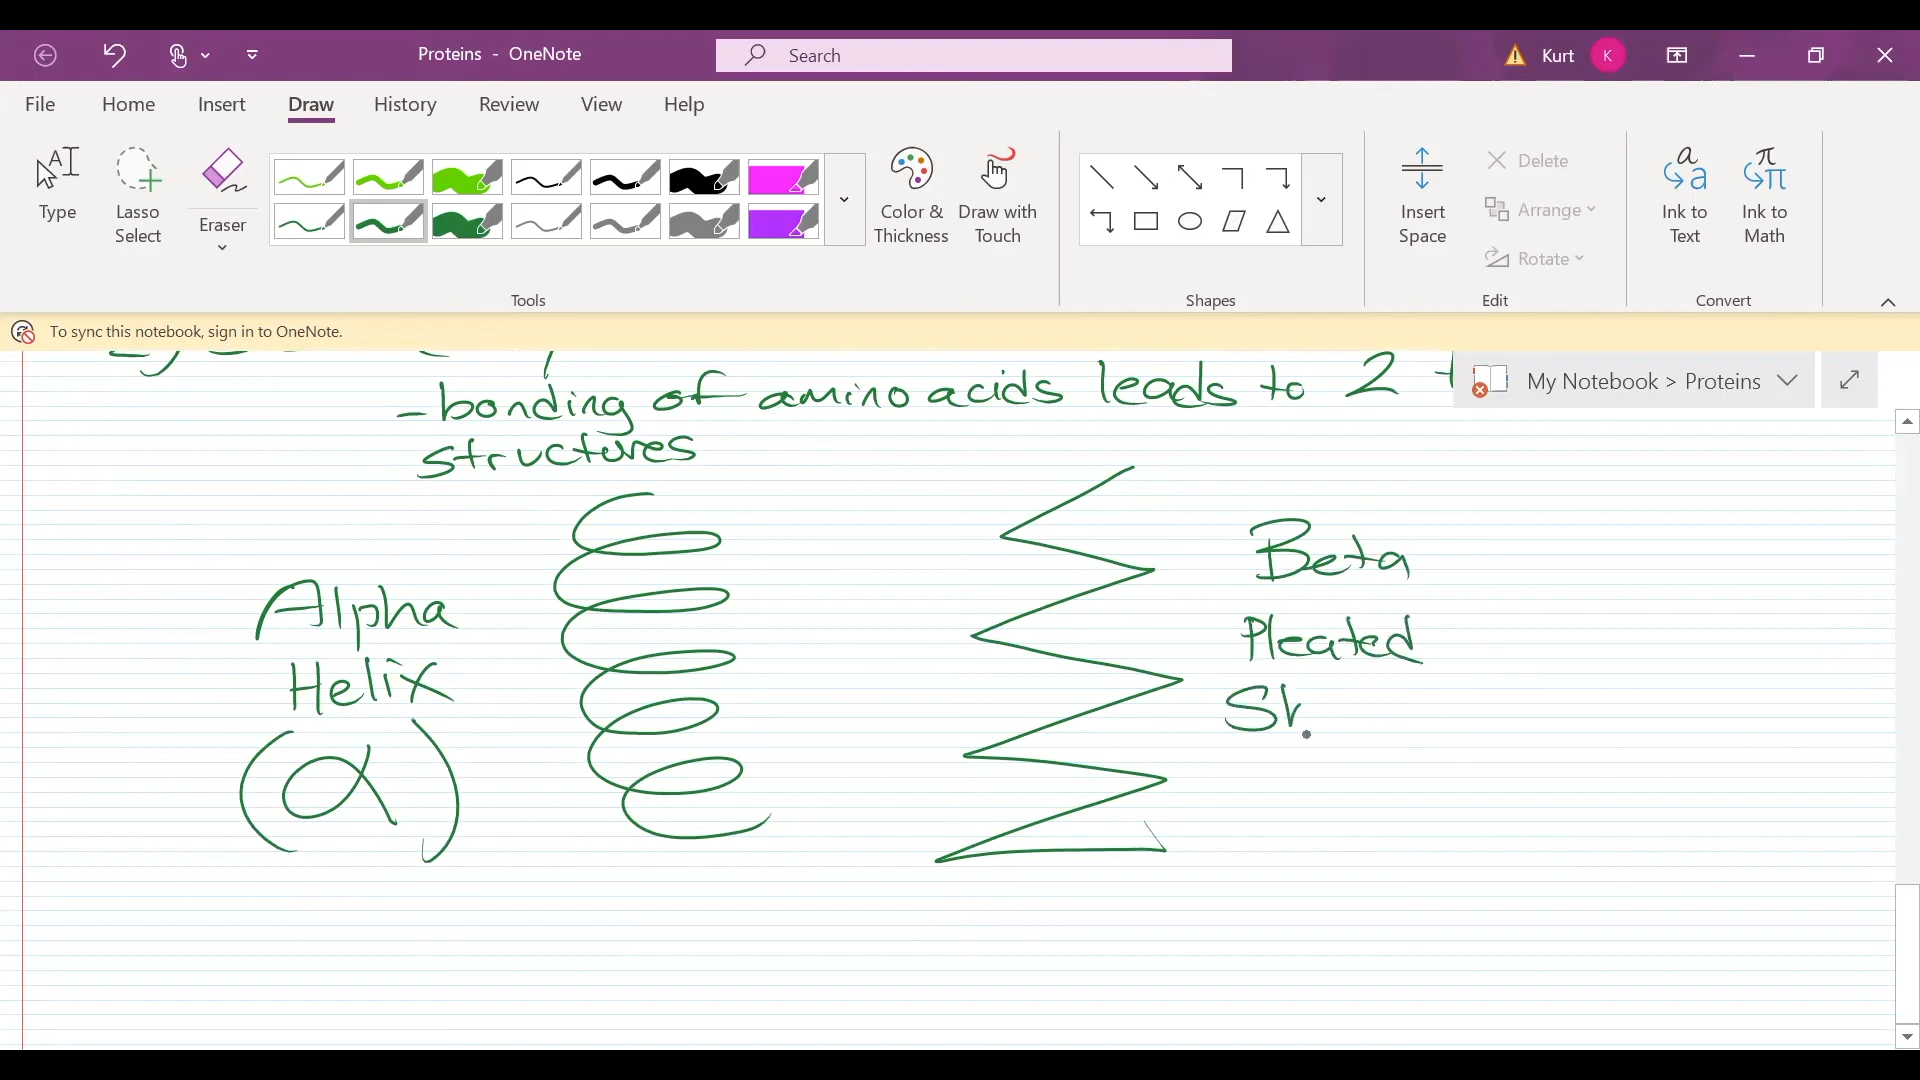 Proteins - OneNote
Search
Kurt
K
File Home Insert Draw History Review View Help
Type
Lasso Select
Eraser
Color & Thickness
Draw with Touch
Insert Space
Delete
Arrange
Rotate
Ink to Text
Ink to Math
Tools
Shapes
Edit
Convert
To sync this notebook, sign in to OneNote.
My Notebook > Proteins
- bonding of amino acids leads to 2
structures
Alpha
Helix
(α)
Beta
Pleated